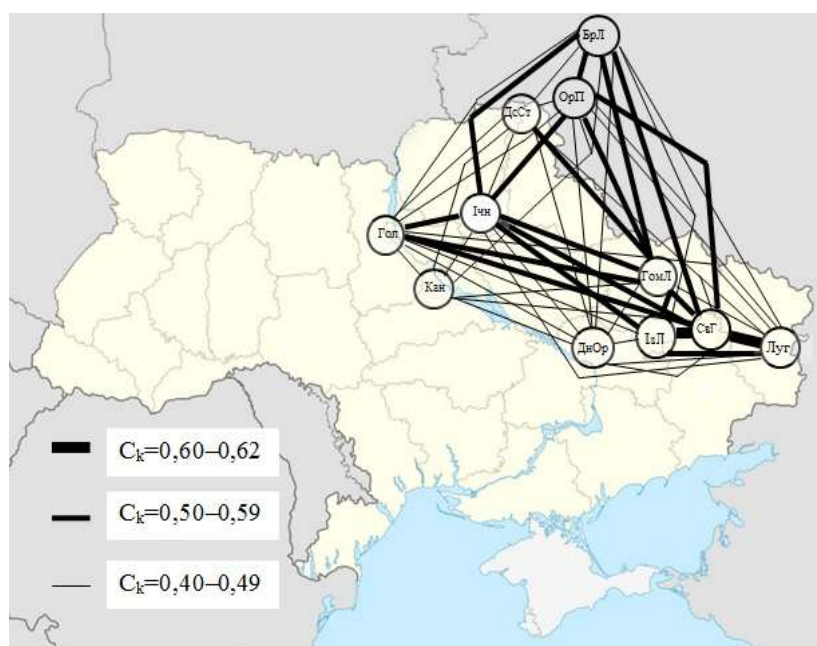 БрЛ
ОрП
ДсСт
Ічн
Гол
ГомЛ
Кан
СвГ
ІзЛ
ДнОр
Луг
Ck=0,60–0,62
Ck=0,50–0,59
Ck=0,40–0,49